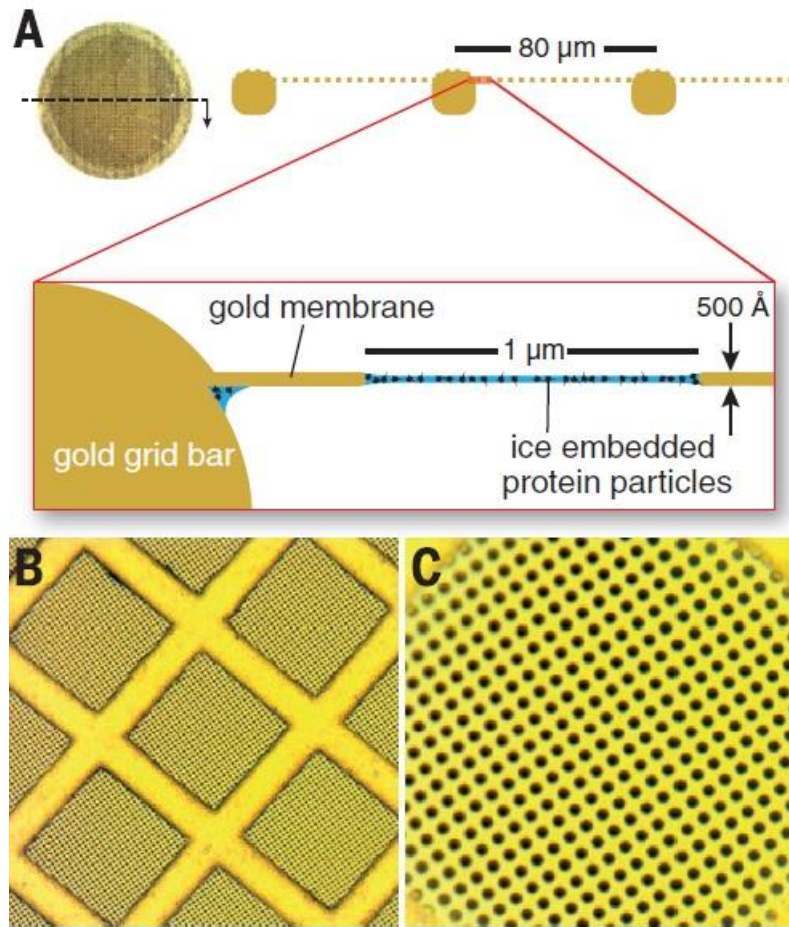 A
80 µm
gold membrane
500 Å
1 µm
gold grid bar
ice embedded
protein particles
B
C